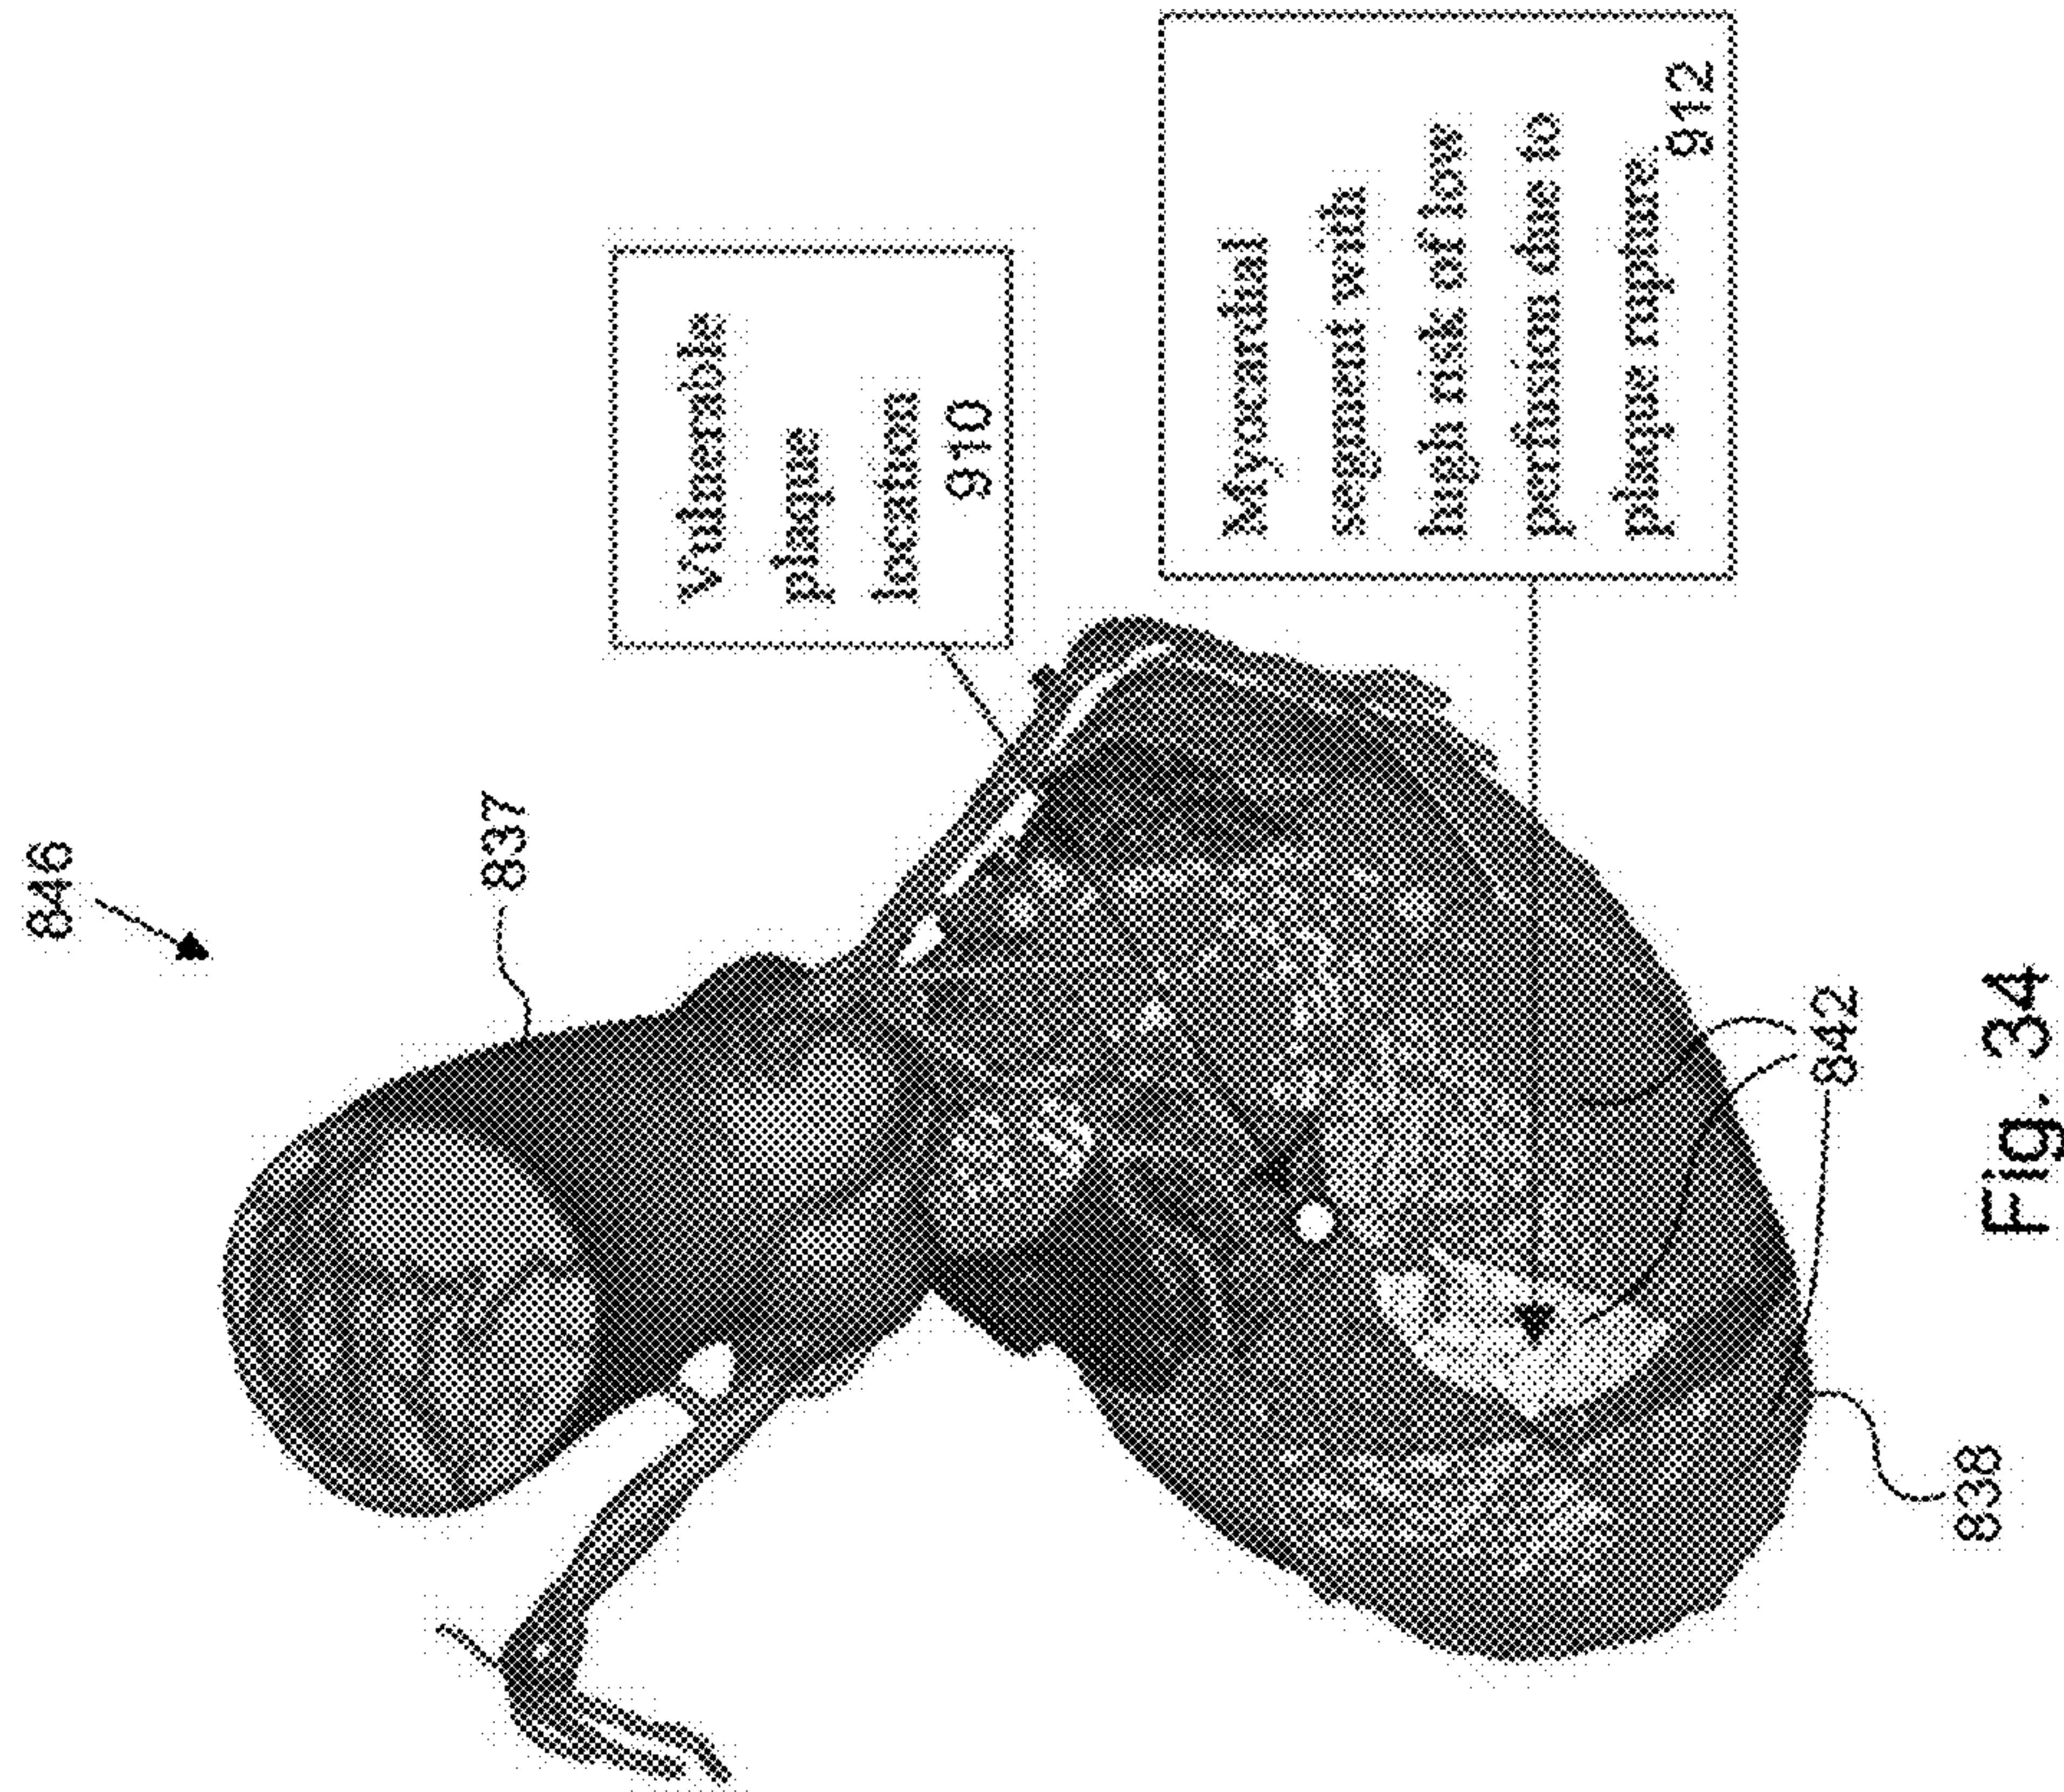 846
837
Vulnerable
plaque
location
910
Myocardial
segment with
high risk of low
perfusion due to
plaque rupture.
912
842
838
Fig. 34